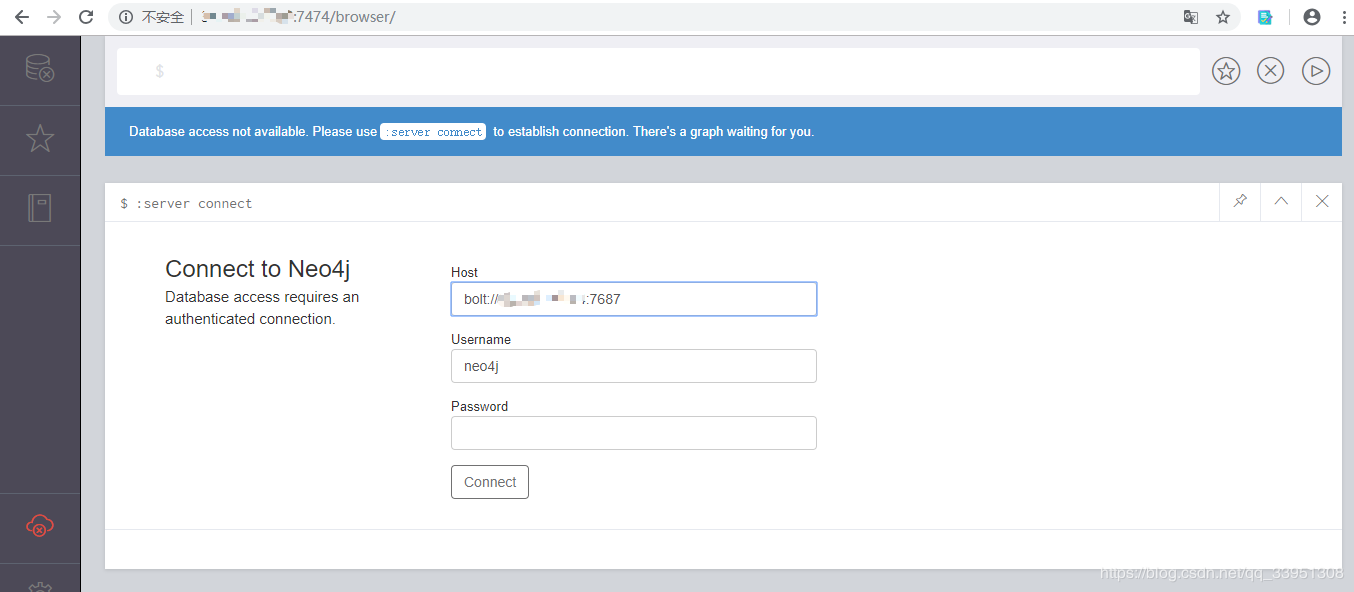 不安全 :7474/browser/
$
Database access not available. Please use :server connect to establish connection. There's a graph waiting for you.
$ :server connect
Connect to Neo4j
Database access requires an
authenticated connection.
Host
bolt:// :7687
Username
neo4j
Password
Connect
https://blog.csdn.net/qq_33951308